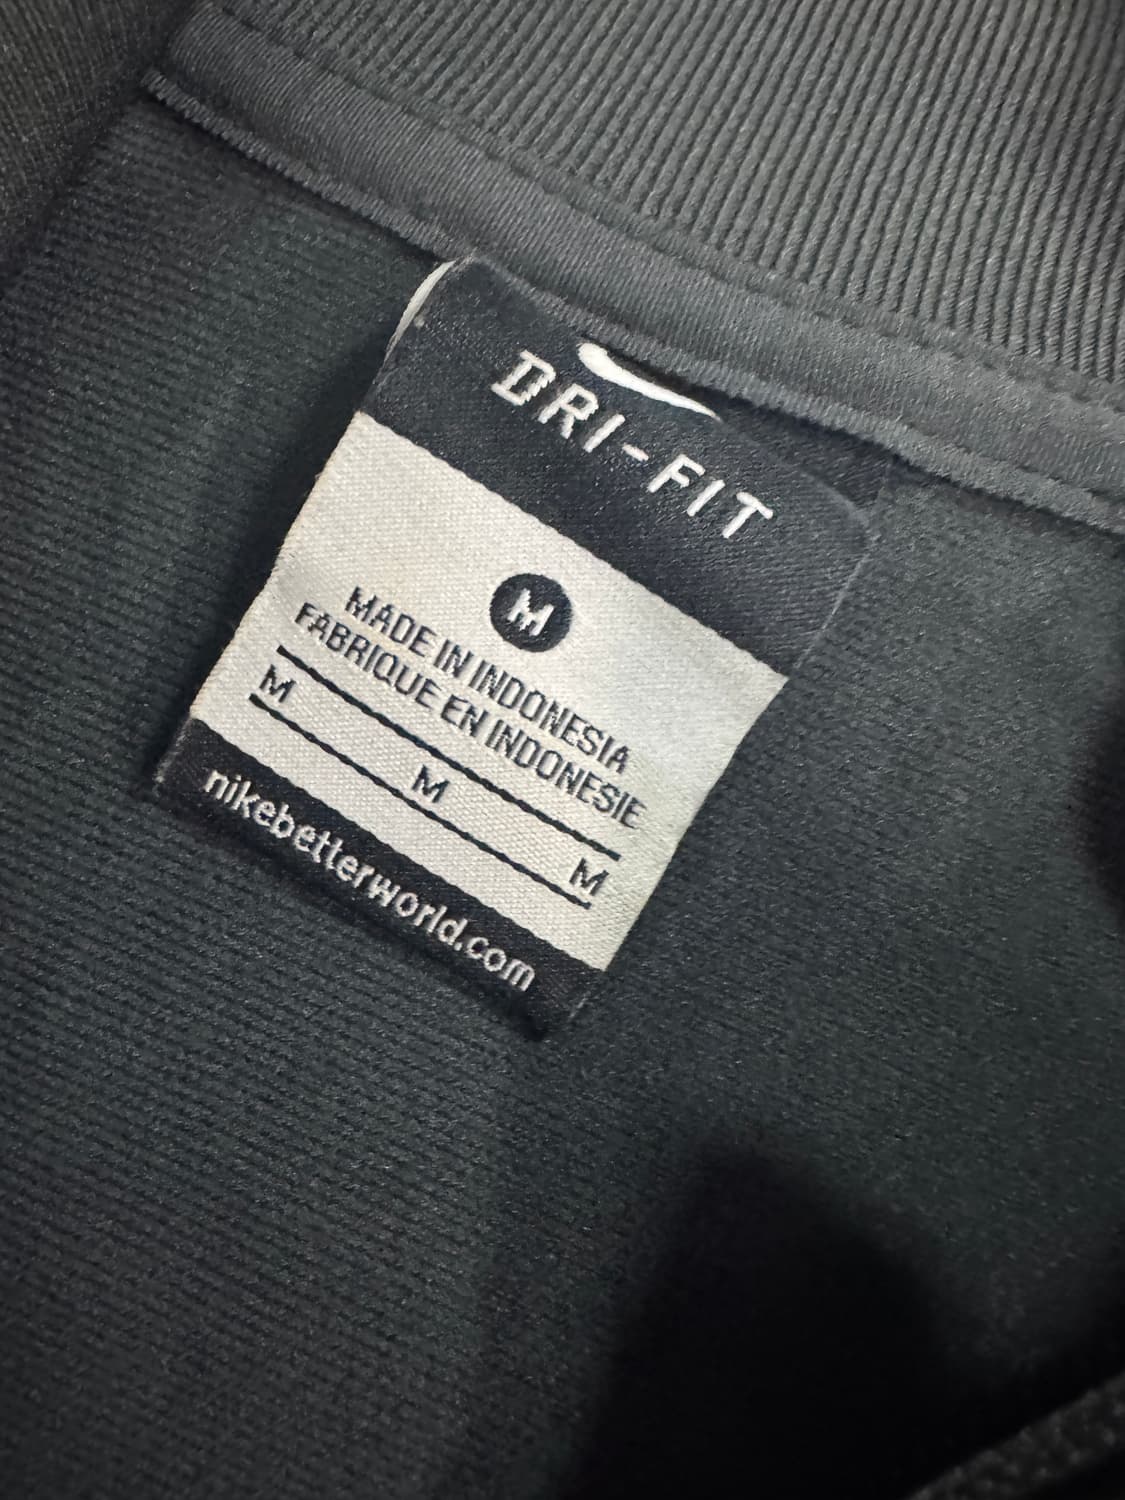 DRI-FIT
M
MADE IN INDONESIA
FABRIQUE EN INDONESIE
M M M
nikebetterworld.com